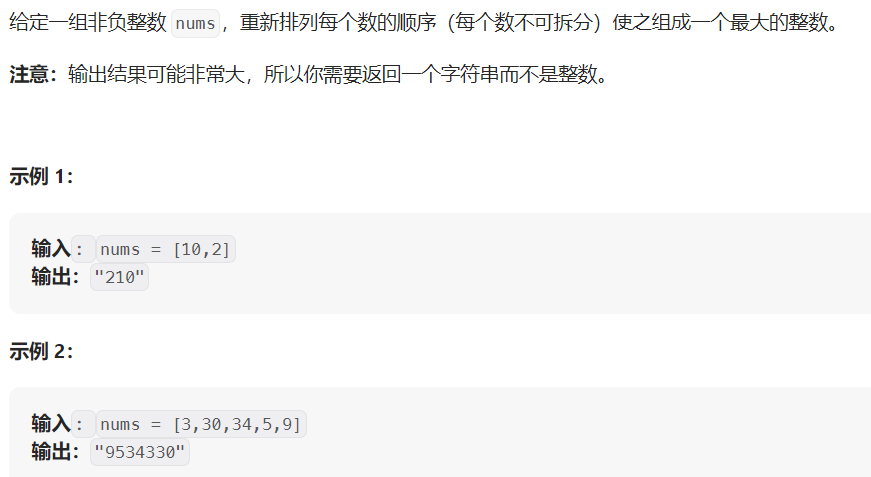 给定一组非负整数 nums，重新排列每个数的顺序（每个数不可拆分）使之组成一个最大的整数。
注意：输出结果可能非常大，所以你需要返回一个字符串而不是整数。
示例 1：
输入：nums = [10,2]
输出："210"
示例 2：
输入：nums = [3,30,34,5,9]
输出："9534330"